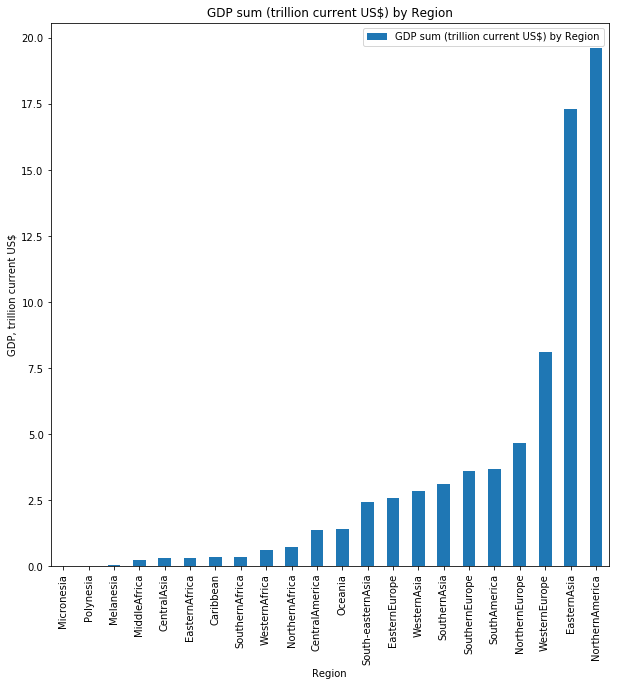 GDP sum (trillion current US$) by Region
GDP sum (trillion current US$) by Region
20.0
17.5
15.0
12.5
10.0
7.5
5.0
2.5
0.0
GDP, trillion current US$
Micronesia
Polynesia
Melanesia
MiddleAfrica
CentralAsia
EasternAfrica
Caribbean
SouthernAfrica
WesternAfrica
NorthernAfrica
CentralAmerica
Oceania
South-easternAsia
EasternEurope
WesternAsia
SouthernAsia
SouthernEurope
SouthAmerica
NorthernEurope
WesternEurope
EasternAsia
NorthernAmerica
Region